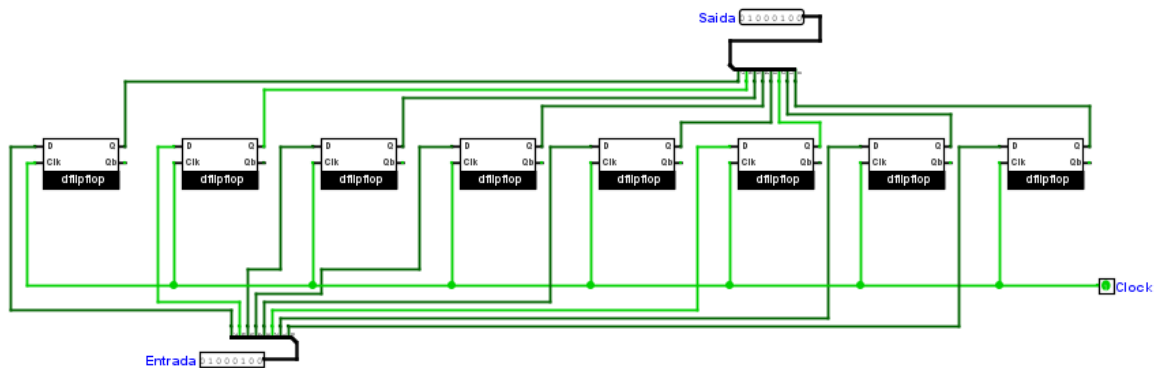 Saida 01000100
D Q D Q D Q D Q D Q D Q D Q D Q
Clk Qb Clk Qb Clk Qb Clk Qb Clk Qb Clk Qb Clk Qb Clk Qb
dflipflop dflipflop dflipflop dflipflop dflipflop dflipflop dflipflop dflipflop
Clock
Entrada 01000100